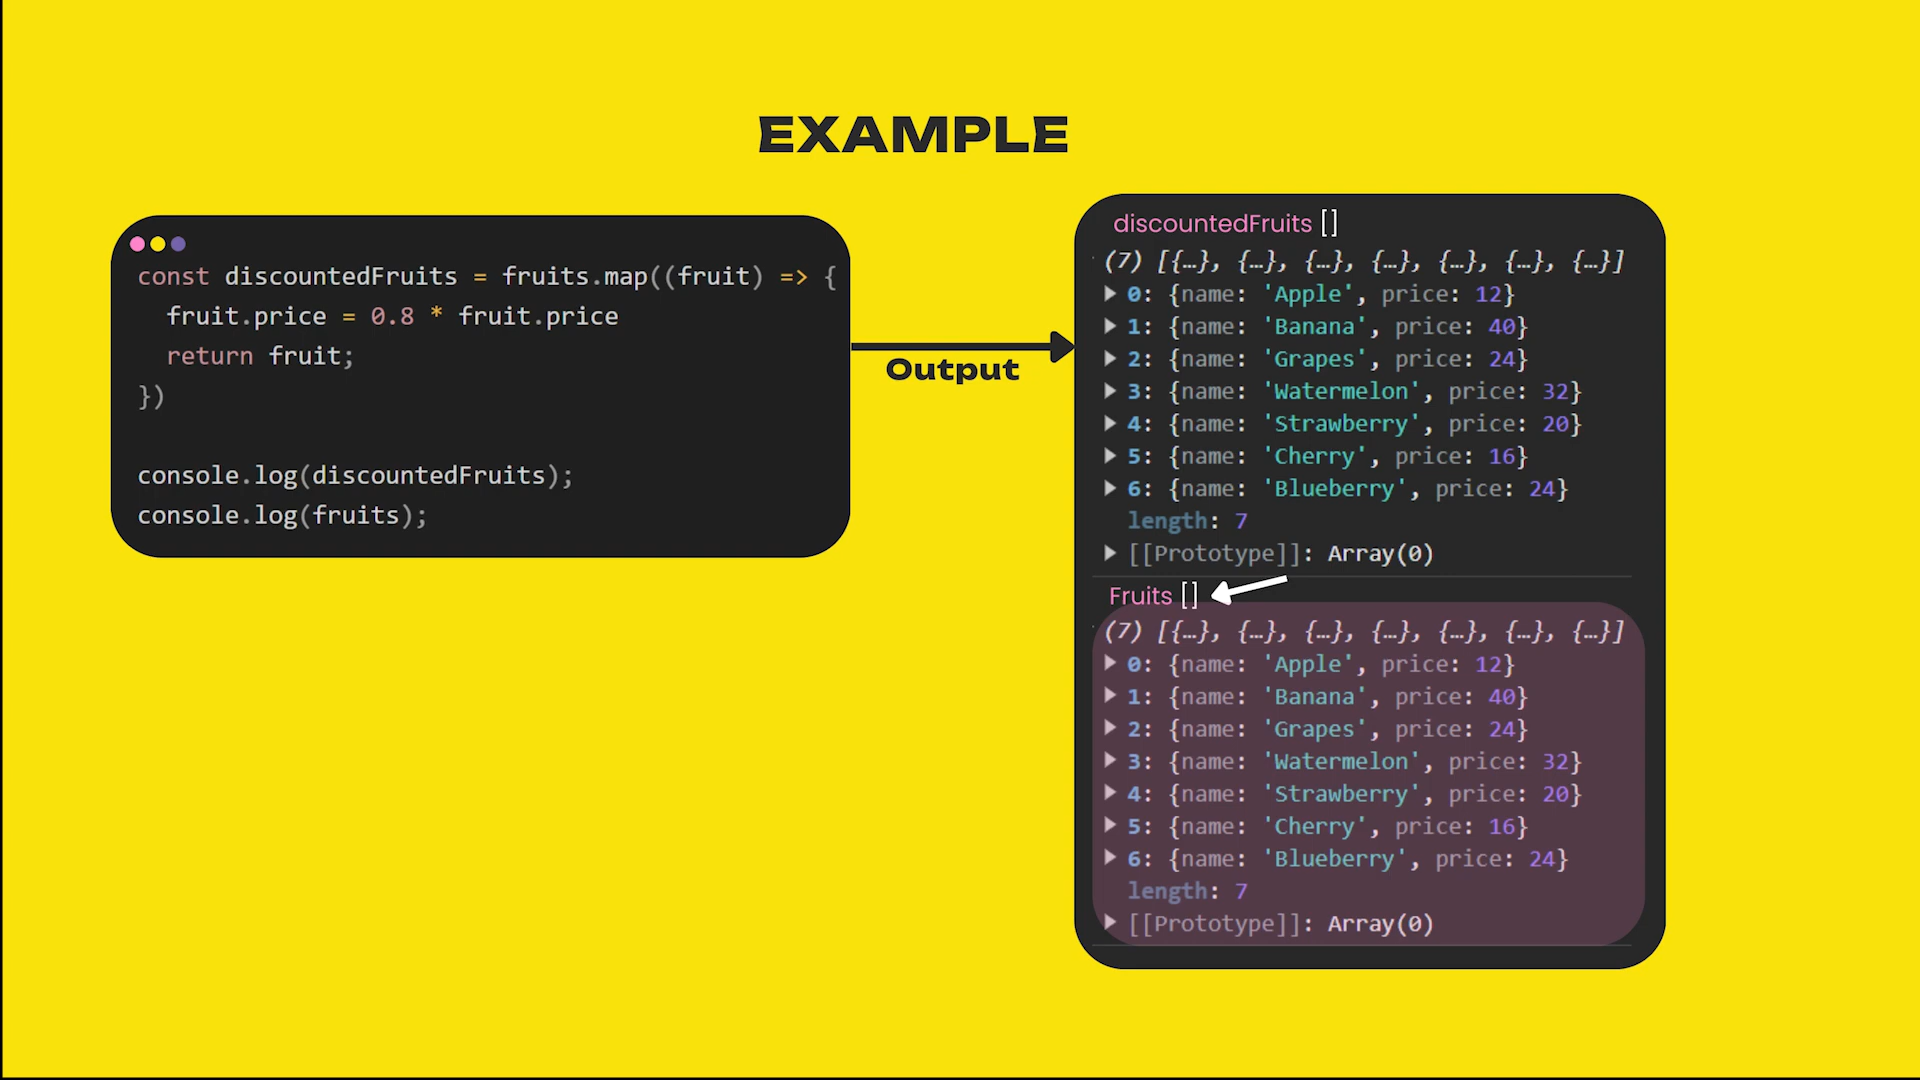 EXAMPLE
const discountedFruits = fruits.map((fruit) => {
  fruit.price = 0.8 * fruit.price
  return fruit;
})
console.log(discountedFruits);
console.log(fruits);
Output
discountedFruits []
(7) [{…}, {…}, {…}, {…}, {…}, {…}, {…}]
▶ 0: {name: 'Apple', price: 12}
▶ 1: {name: 'Banana', price: 40}
▶ 2: {name: 'Grapes', price: 24}
▶ 3: {name: 'Watermelon', price: 32}
▶ 4: {name: 'Strawberry', price: 20}
▶ 5: {name: 'Cherry', price: 16}
▶ 6: {name: 'Blueberry', price: 24}
length: 7
▶ [[Prototype]]: Array(0)
Fruits []
(7) [{…}, {…}, {…}, {…}, {…}, {…}, {…}]
▶ 0: {name: 'Apple', price: 12}
▶ 1: {name: 'Banana', price: 40}
▶ 2: {name: 'Grapes', price: 24}
▶ 3: {name: 'Watermelon', price: 32}
▶ 4: {name: 'Strawberry', price: 20}
▶ 5: {name: 'Cherry', price: 16}
▶ 6: {name: 'Blueberry', price: 24}
length: 7
▶ [[Prototype]]: Array(0)